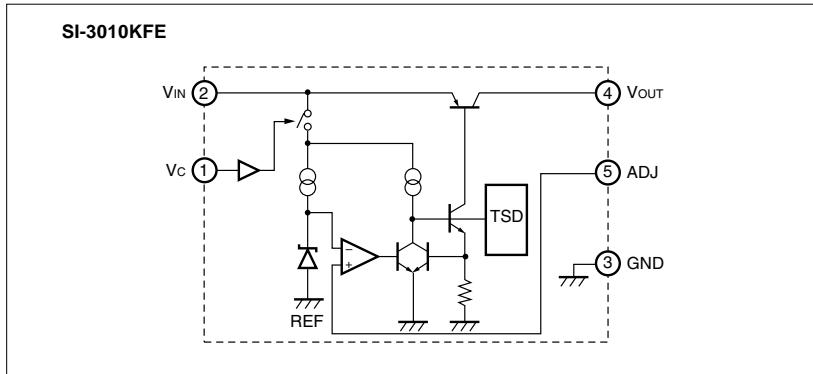 SI-3010KFE
VIN 2
4 VOUT
VC 1
5 ADJ
TSD
−
+
3 GND
REF